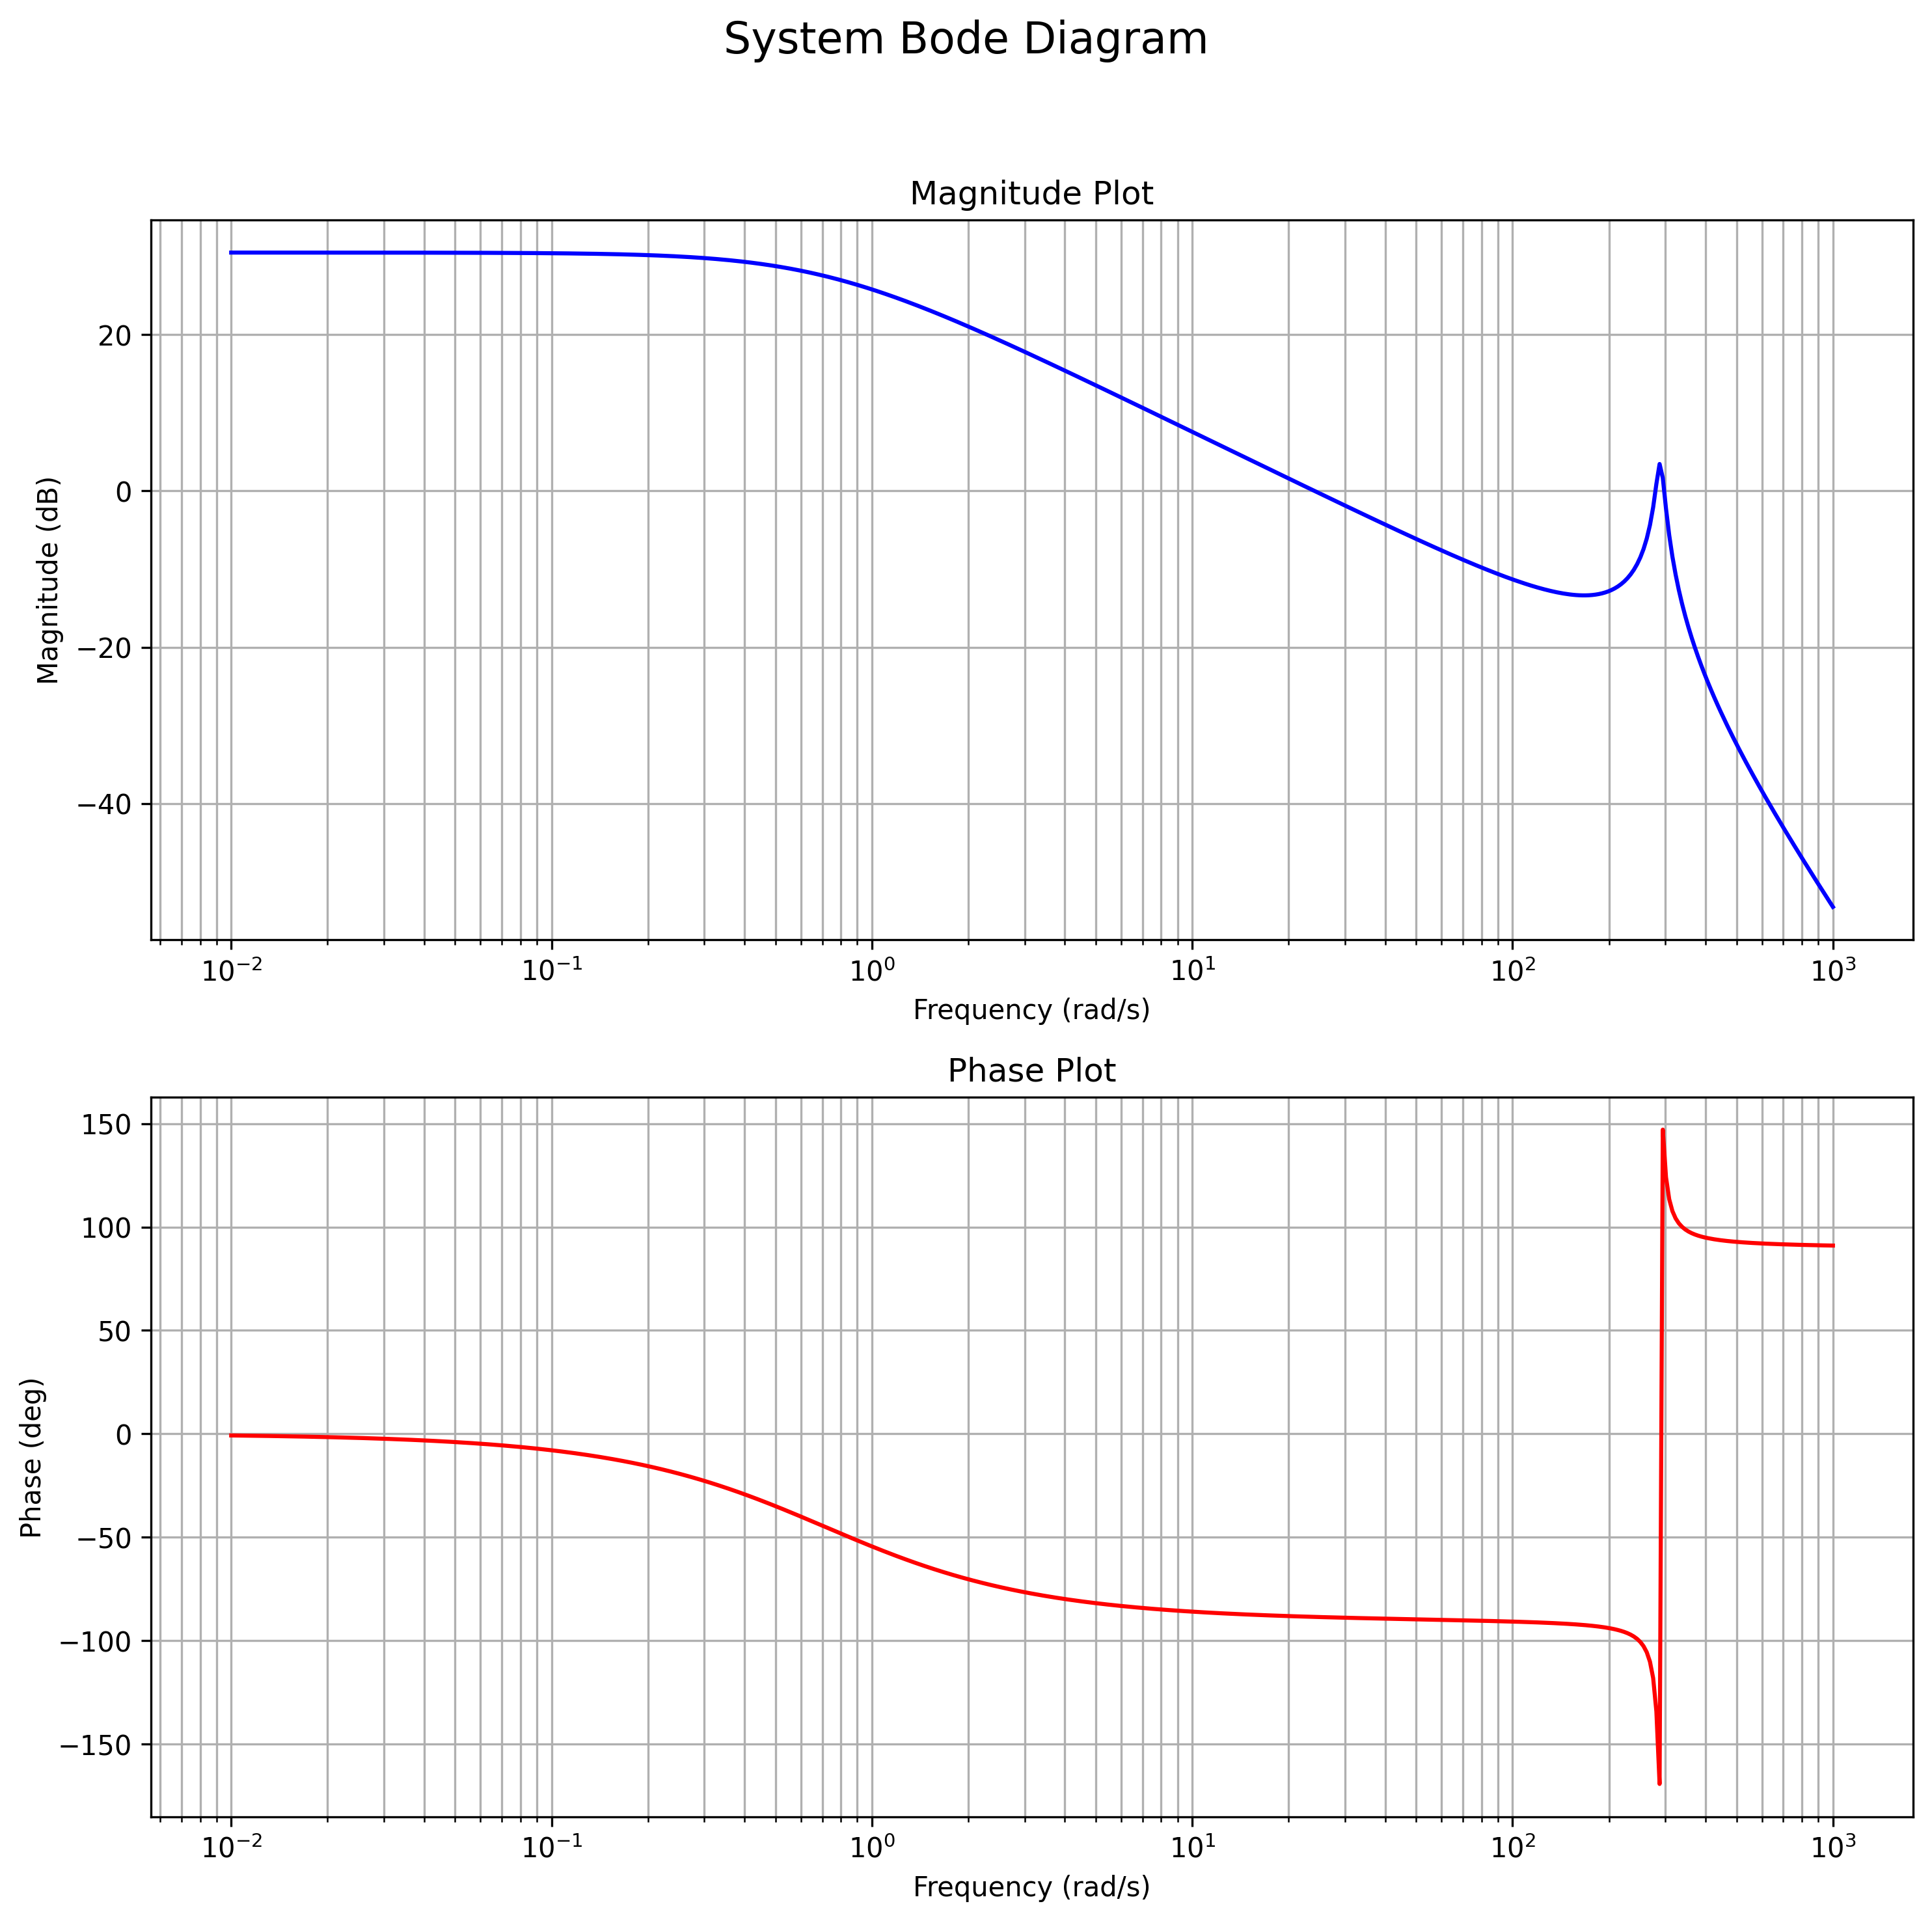 System Bode Diagram
Magnitude Plot
Magnitude (dB)
20
0
−20
−40
10⁻² 10⁻¹ 10⁰ 10¹ 10² 10³
Frequency (rad/s)
Phase Plot
Phase (deg)
150
100
50
0
−50
−100
−150
10⁻² 10⁻¹ 10⁰ 10¹ 10² 10³
Frequency (rad/s)